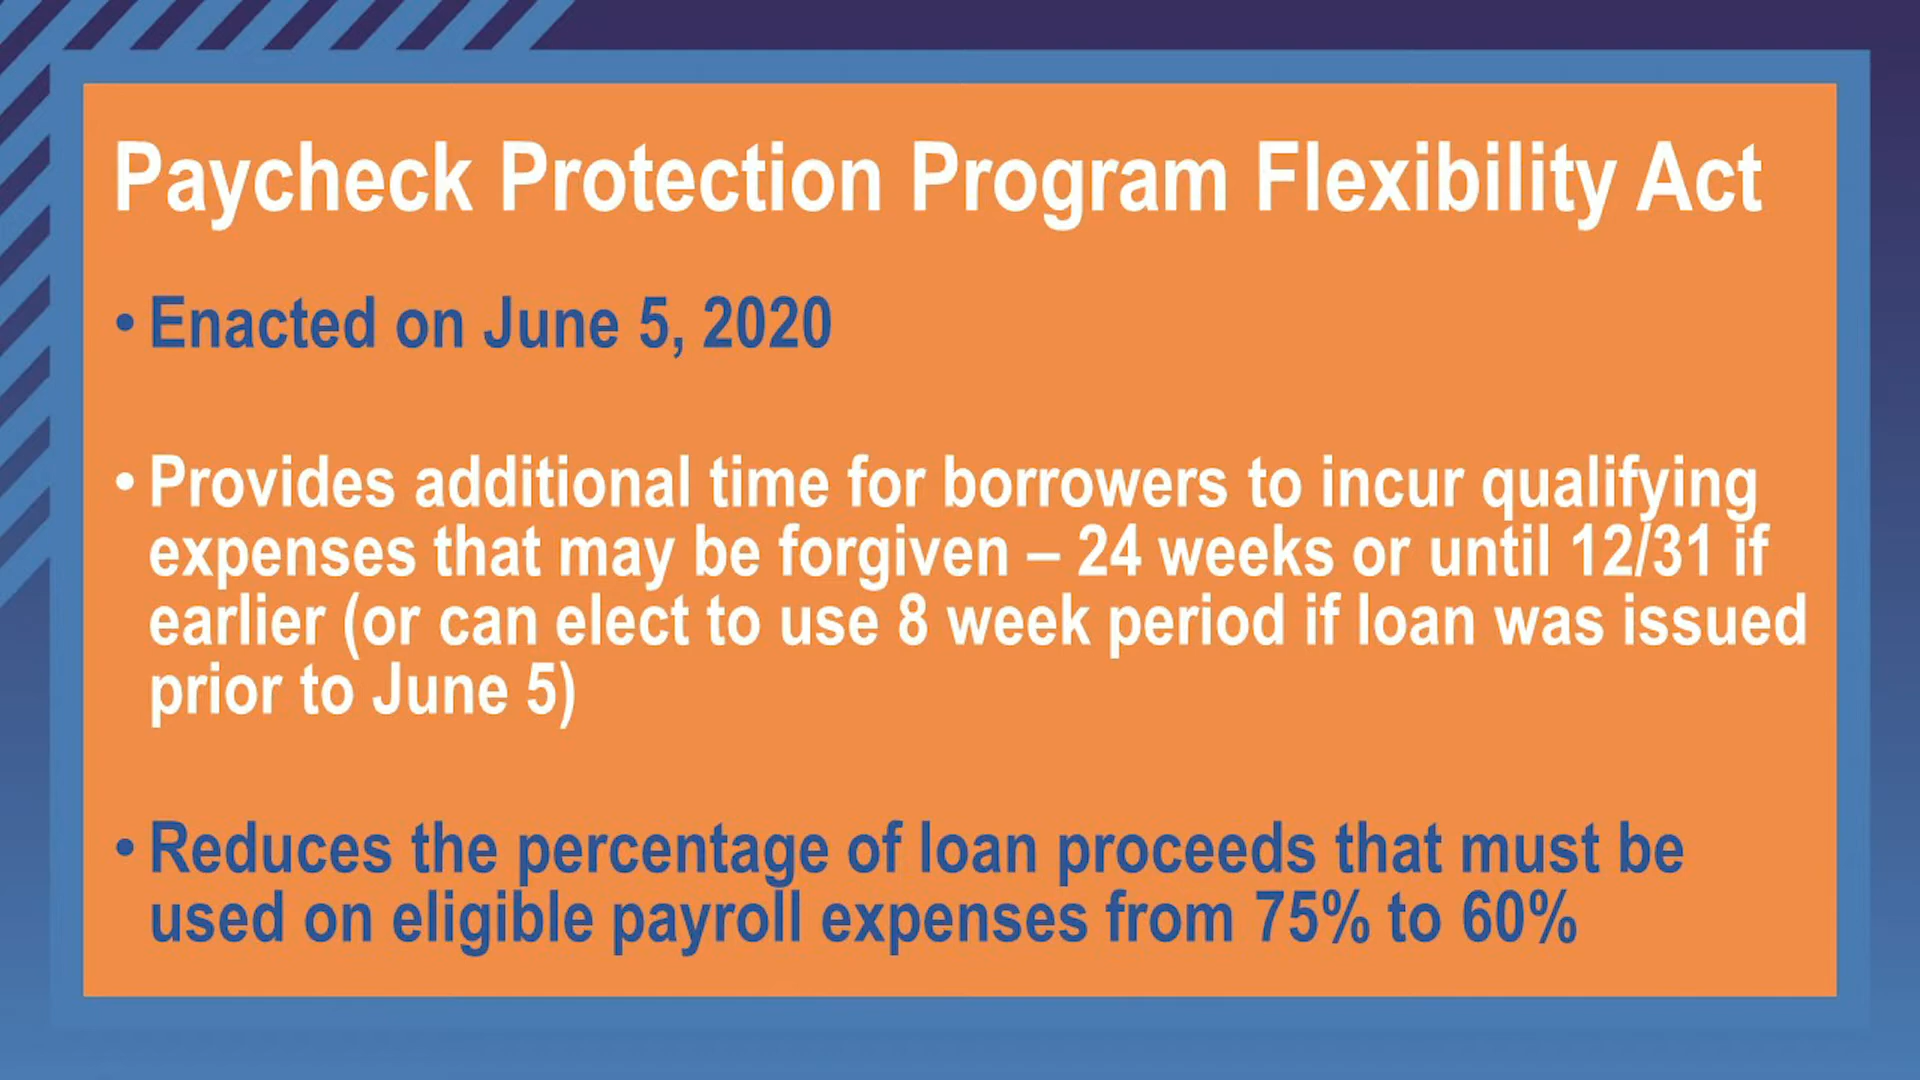 Paycheck Protection Program Flexibility Act
• Enacted on June 5, 2020
• Provides additional time for borrowers to incur qualifying
expenses that may be forgiven – 24 weeks or until 12/31 if
earlier (or can elect to use 8 week period if loan was issued
prior to June 5)
• Reduces the percentage of loan proceeds that must be
used on eligible payroll expenses from 75% to 60%